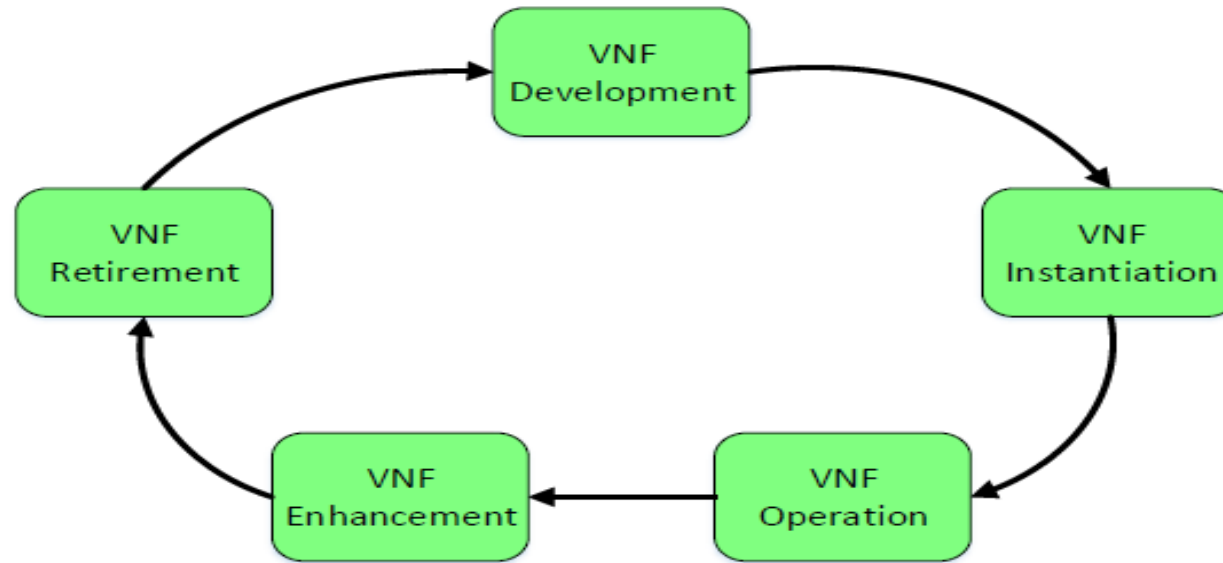 VNF
Development
VNF
Retirement
VNF
Instantiation
VNF
Enhancement
VNF
Operation